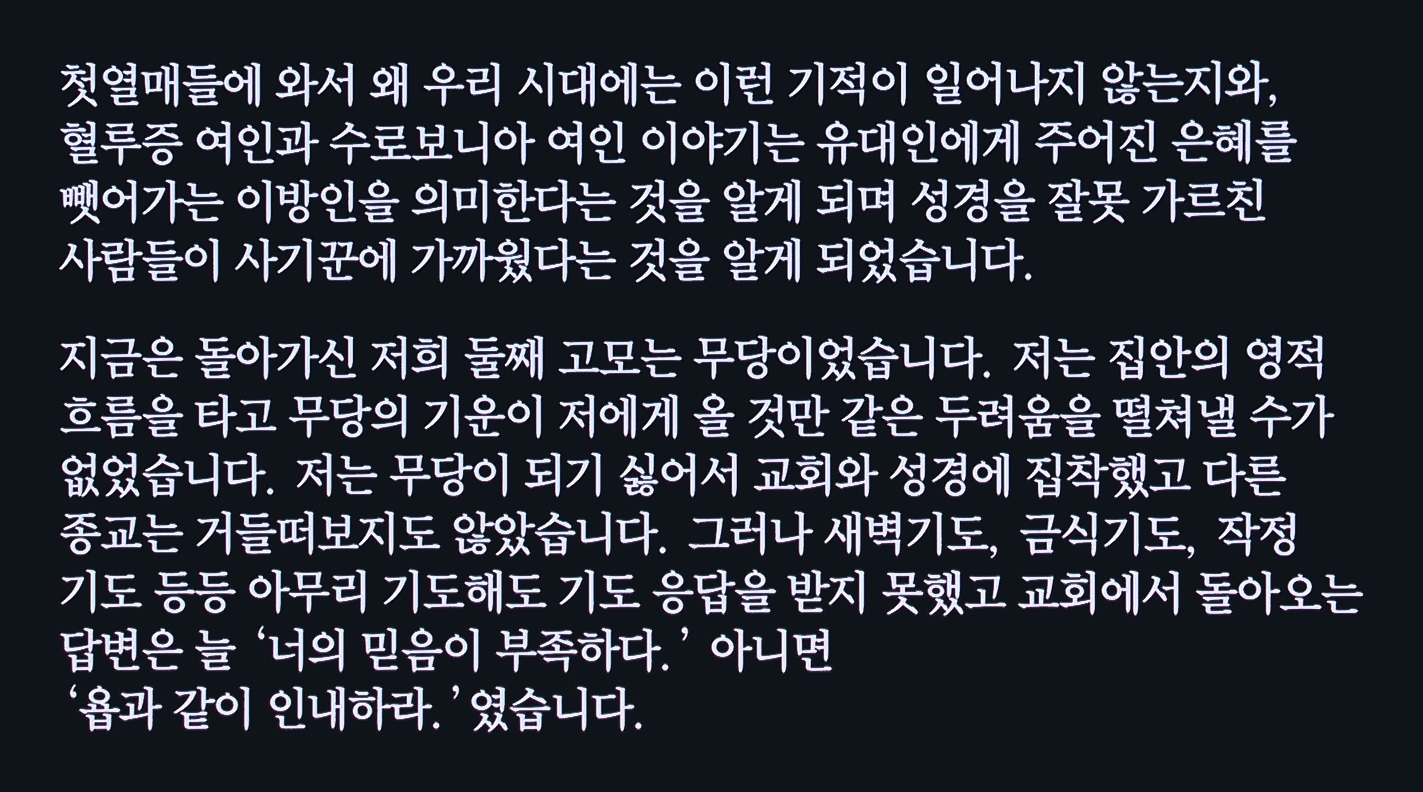 첫열매들에 와서 왜 우리 시대에는 이런 기적이 일어나지 않는지와,
혈루증 여인과 수로보니아 여인 이야기는 유대인에게 주어진 은혜를
뺏어가는 이방인을 의미한다는 것을 알게 되며 성경을 잘못 가르친
사람들이 사기꾼에 가까웠다는 것을 알게 되었습니다.
지금은 돌아가신 저희 둘째 고모는 무당이었습니다. 저는 집안의 영적
흐름을 타고 무당의 기운이 저에게 올 것만 같은 두려움을 떨쳐낼 수가
없었습니다. 저는 무당이 되기 싫어서 교회와 성경에 집착했고 다른
종교는 거들떠보지도 않았습니다. 그러나 새벽기도, 금식기도, 작정
기도 등등 아무리 기도해도 기도 응답을 받지 못했고 교회에서 돌아오는
답변은 늘 ‘너의 믿음이 부족하다.’ 아니면
‘욥과 같이 인내하라.’였습니다.